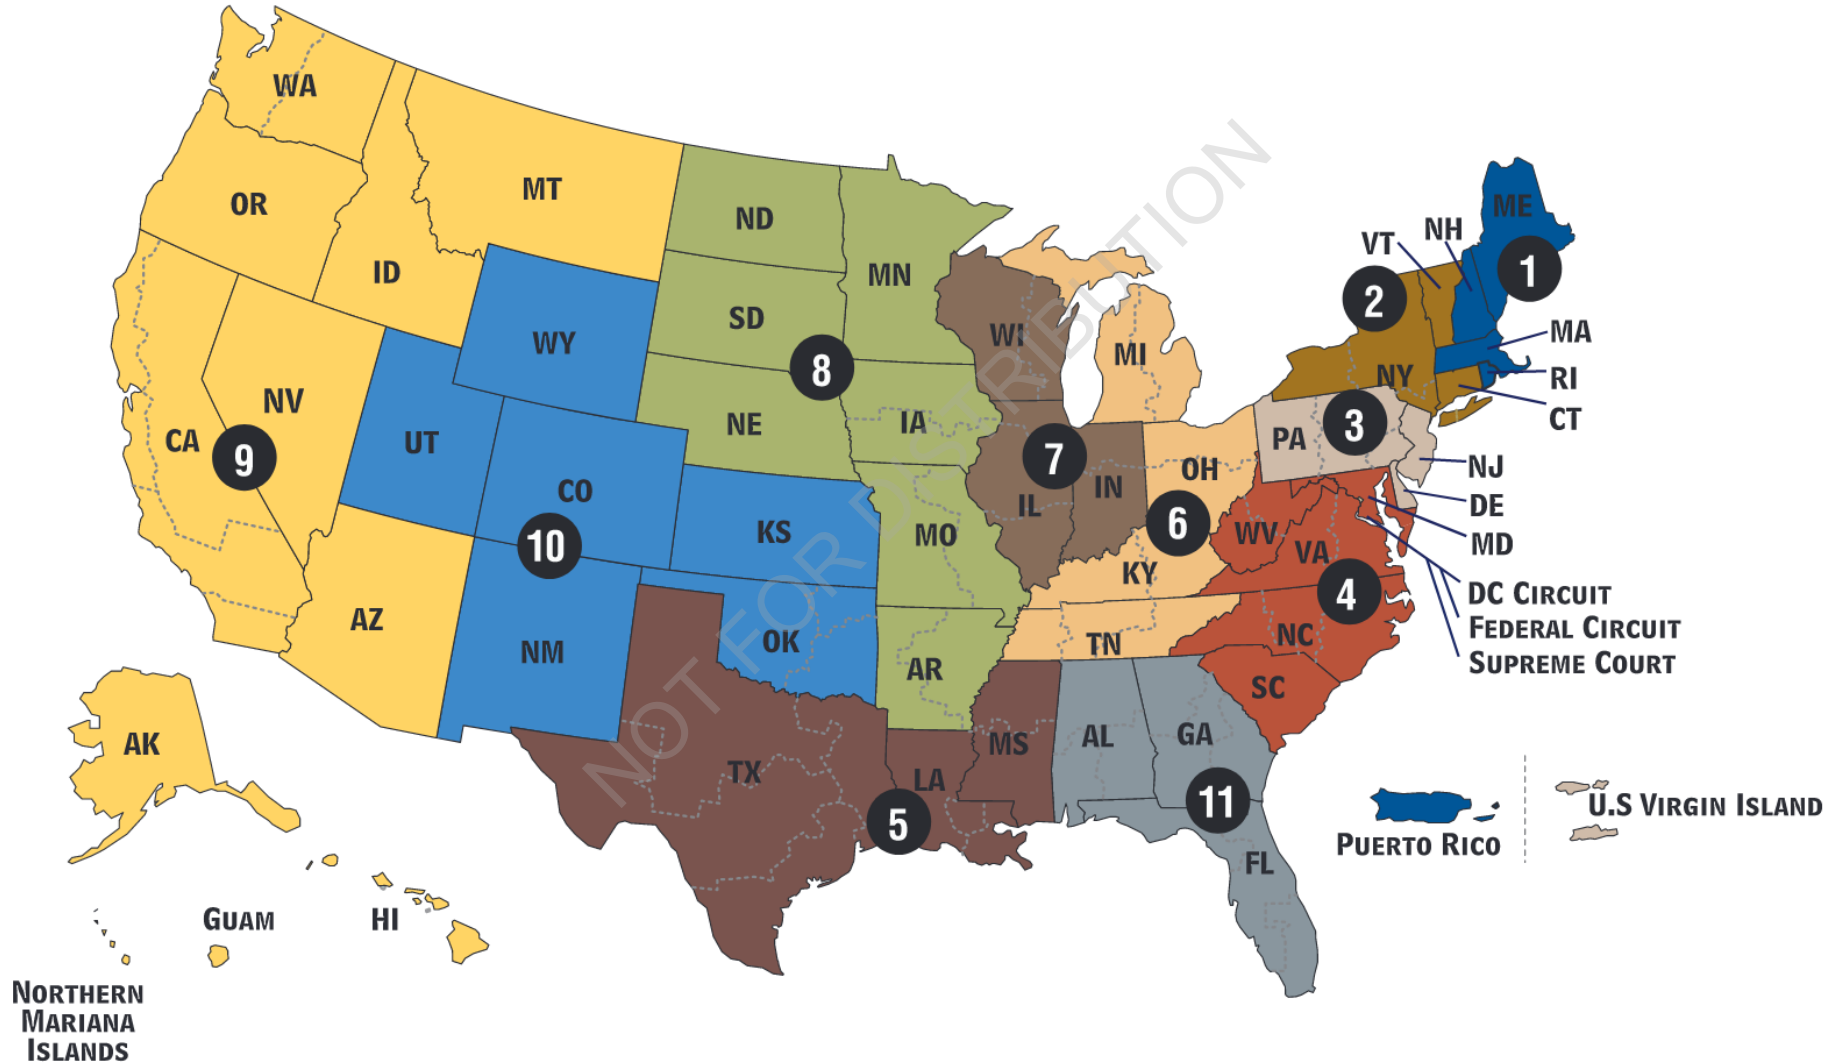 WA
OR
ID
MT
ND
MN
SD
WY
NE
IA
WI
MI
VT
NH
ME
1
2
MA
RI
CT
NY
3
PA
NJ
DE
MD
8
NV
CA
9
UT
CO
10
KS
MO
7
IL
IN
OH
6
WV
VA
4
KY
DC CIRCUIT
FEDERAL CIRCUIT
SUPREME COURT
AZ
NM
OK
AR
TN
NC
SC
TX
LA
5
MS
AL
GA
11
FL
PUERTO RICO
U.S VIRGIN ISLAND
AK
GUAM
HI
NORTHERN
MARIANA
ISLANDS
NOT FOR DISTRIBUTION